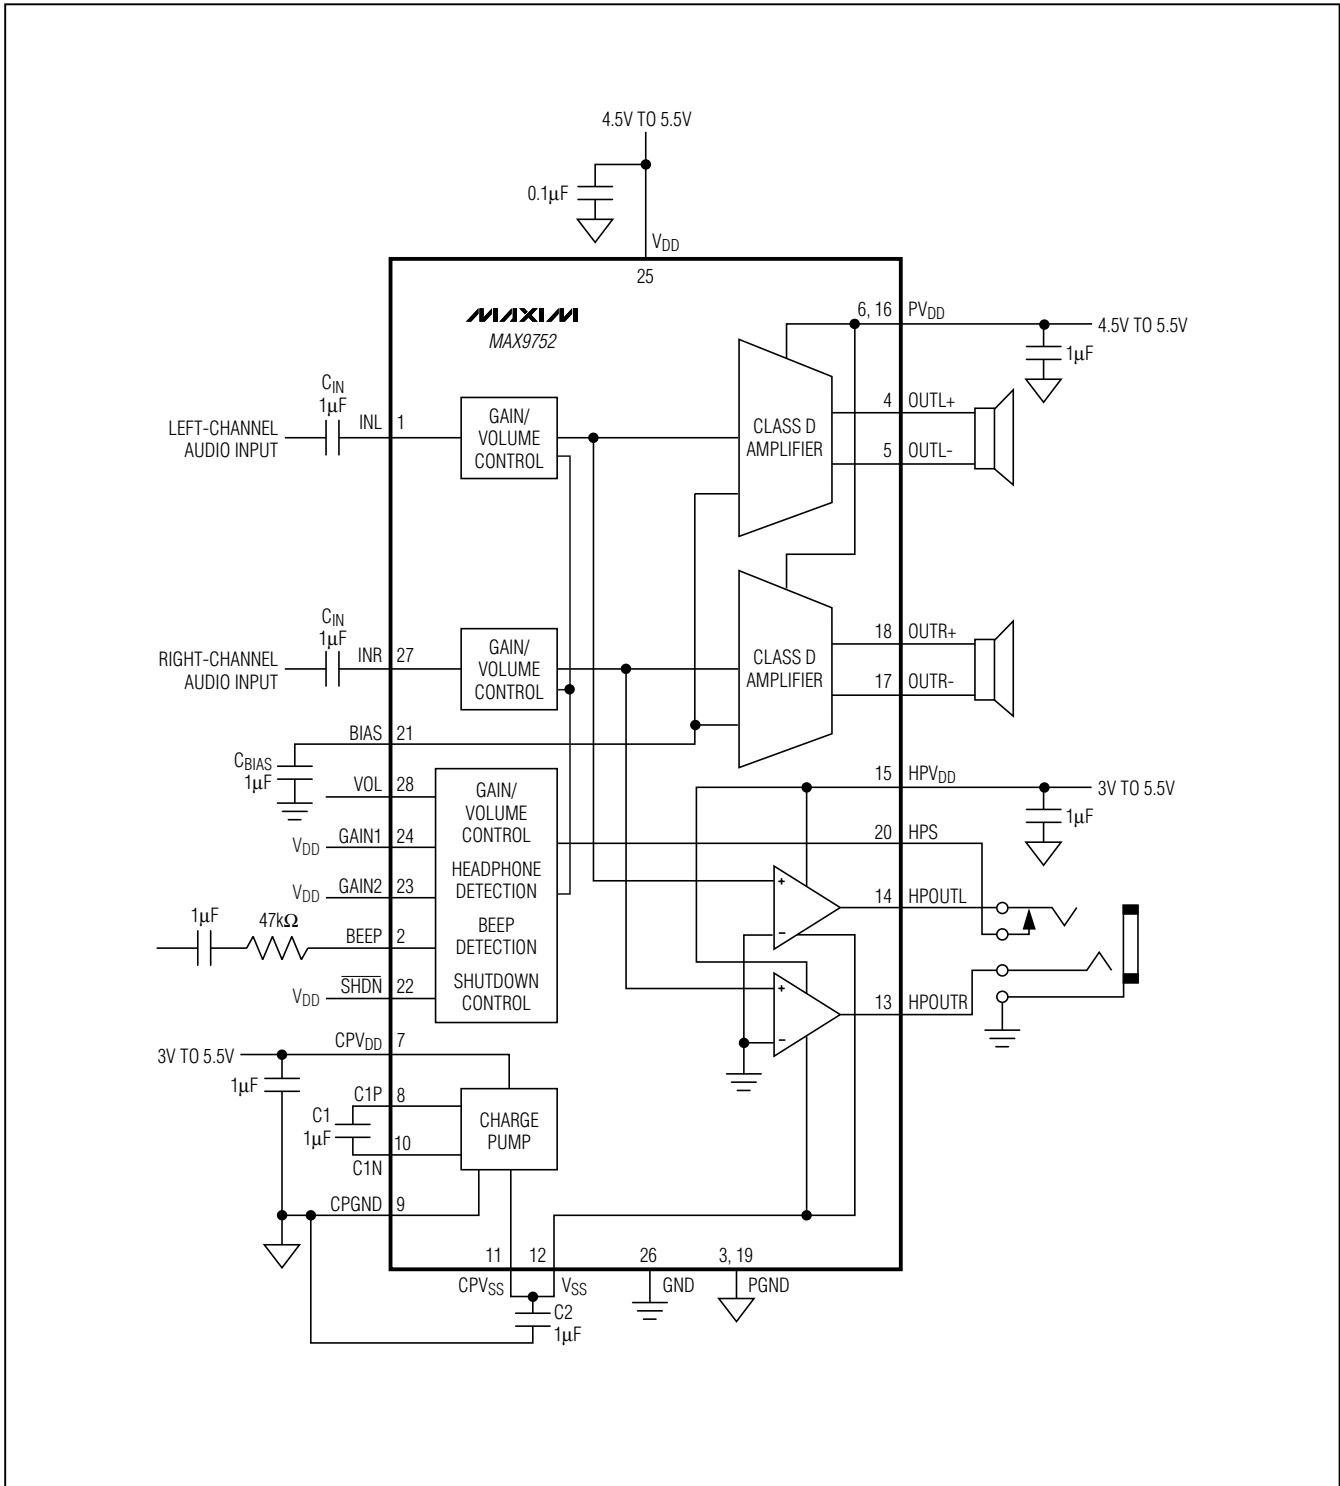 4.5V TO 5.5V
0.1µF
VDD
25
MAXIM
MAX9752
6, 16
PVDD
4.5V TO 5.5V
1µF
CIN
1µF
LEFT-CHANNEL
AUDIO INPUT
INL
1
GAIN/
VOLUME
CONTROL
CLASS D
AMPLIFIER
4
OUTL+
5
OUTL-
CIN
1µF
RIGHT-CHANNEL
AUDIO INPUT
INR
27
GAIN/
VOLUME
CONTROL
CLASS D
AMPLIFIER
18
OUTR+
17
OUTR-
BIAS
21
CBIAS
1µF
VOL
28
VDD
GAIN1
24
VDD
GAIN2
23
1µF
47kΩ
BEEP
2
VDD
SHDN
22
GAIN/
VOLUME
CONTROL
HEADPHONE
DETECTION
BEEP
DETECTION
SHUTDOWN
CONTROL
15
HPVDD
3V TO 5.5V
1µF
20
HPS
+
−
14
HPOUTL
+
−
13
HPOUTR
3V TO 5.5V
CPVDD
7
1µF
C1P
8
C1
1µF
10
C1N
CHARGE
PUMP
CPGND
9
11
12
26
3, 19
CPVSS
VSS
GND
PGND
C2
1µF